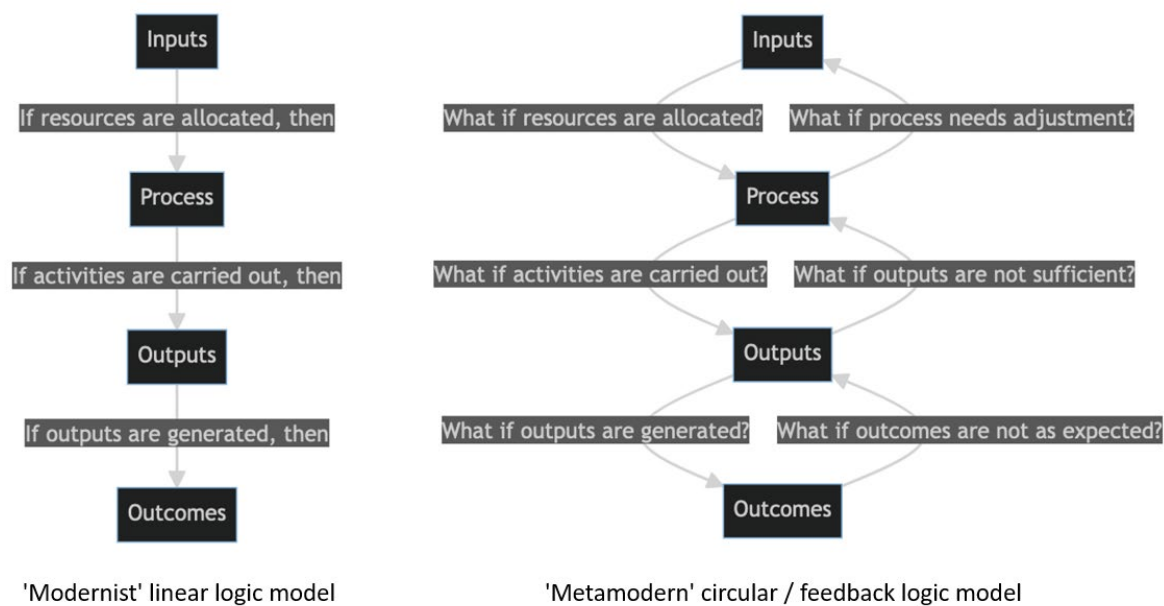 Inputs
If resources are allocated, then
Process
If activities are carried out, then
Outputs
If outputs are generated, then
Outcomes
'Modernist' linear logic model
Inputs
What if resources are allocated?
What if process needs adjustment?
Process
What if activities are carried out?
What if outputs are not sufficient?
Outputs
What if outputs are generated?
What if outcomes are not as expected?
Outcomes
'Metamodern' circular / feedback logic model